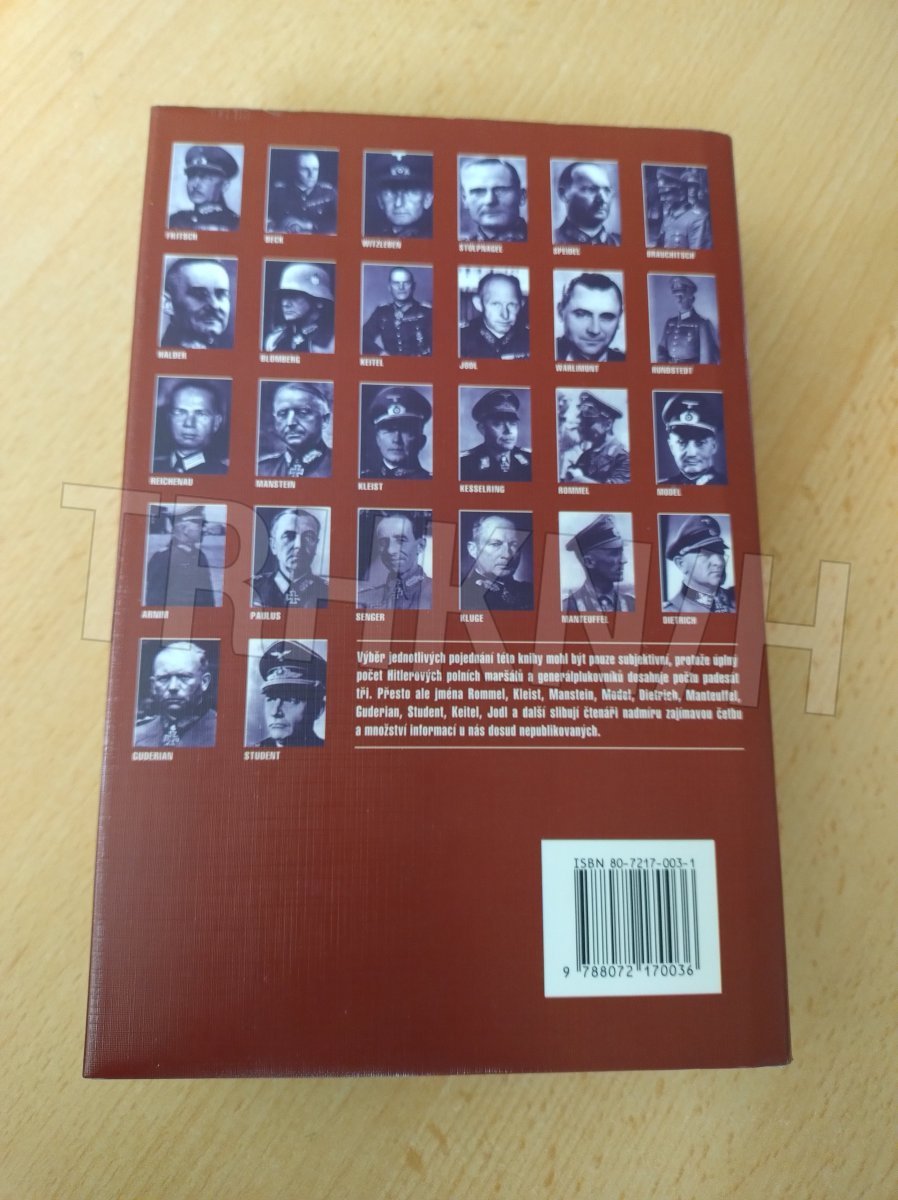 FRITSCH BECK WITZLEBEN STÜLPNAGEL SPEIDEL BRAUCHITSCH
HALDER BLOMBERG KEITEL JODL WARLIMONT RUNDSTEDT
REICHENAU MANSTEIN KLEIST KESSELRING ROMMEL MODEL
ARNIM PAULUS SENGER KLUGE MANTEUFFEL DIETRICH
GUDERIAN STUDENT
Výběr jednotlivých pojednání této knihy mohl být pouze subjektivní, protože úplný
počet Hitlerových polních maršálů a generálplukovníků dosahuje počtu padesát
tři. Přesto ale jména Rommel, Kleist, Manstein, Model, Dietrich, Manteuffel,
Guderian, Student, Keitel, Jodl a další slibují čtenáři nadmíru zajímavou četbu
a množství informací u nás dosud nepublikovaných.
ISBN 80-7217-003-1
9 788072 170036
TRHKNIH